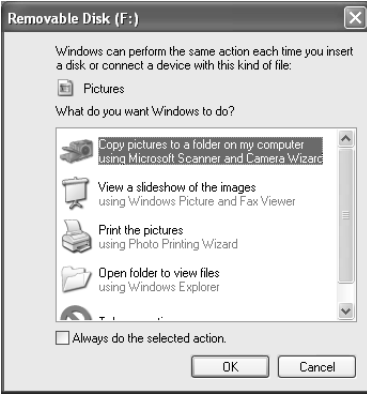 Removable Disk (F:)
Windows can perform the same action each time you insert
a disk or connect a device with this kind of file:
Pictures
What do you want Windows to do?
Copy pictures to a folder on my computer
using Microsoft Scanner and Camera Wizard
View a slideshow of the images
using Windows Picture and Fax Viewer
Print the pictures
using Photo Printing Wizard
Open folder to view files
using Windows Explorer
Always do the selected action.
OK Cancel